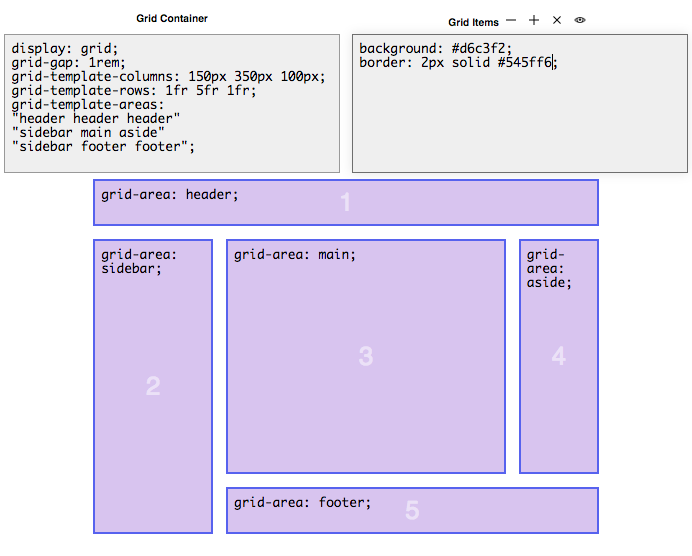 Grid Container
Grid Items
display: grid;
grid-gap: 1rem;
grid-template-columns: 150px 350px 100px;
grid-template-rows: 1fr 5fr 1fr;
grid-template-areas:
"header header header"
"sidebar main aside"
"sidebar footer footer";
background: #d6c3f2;
border: 2px solid #545ff6;
grid-area: header;
1
grid-area:
sidebar;
2
grid-area: main;
3
grid-
area:
aside;
4
grid-area: footer;
5